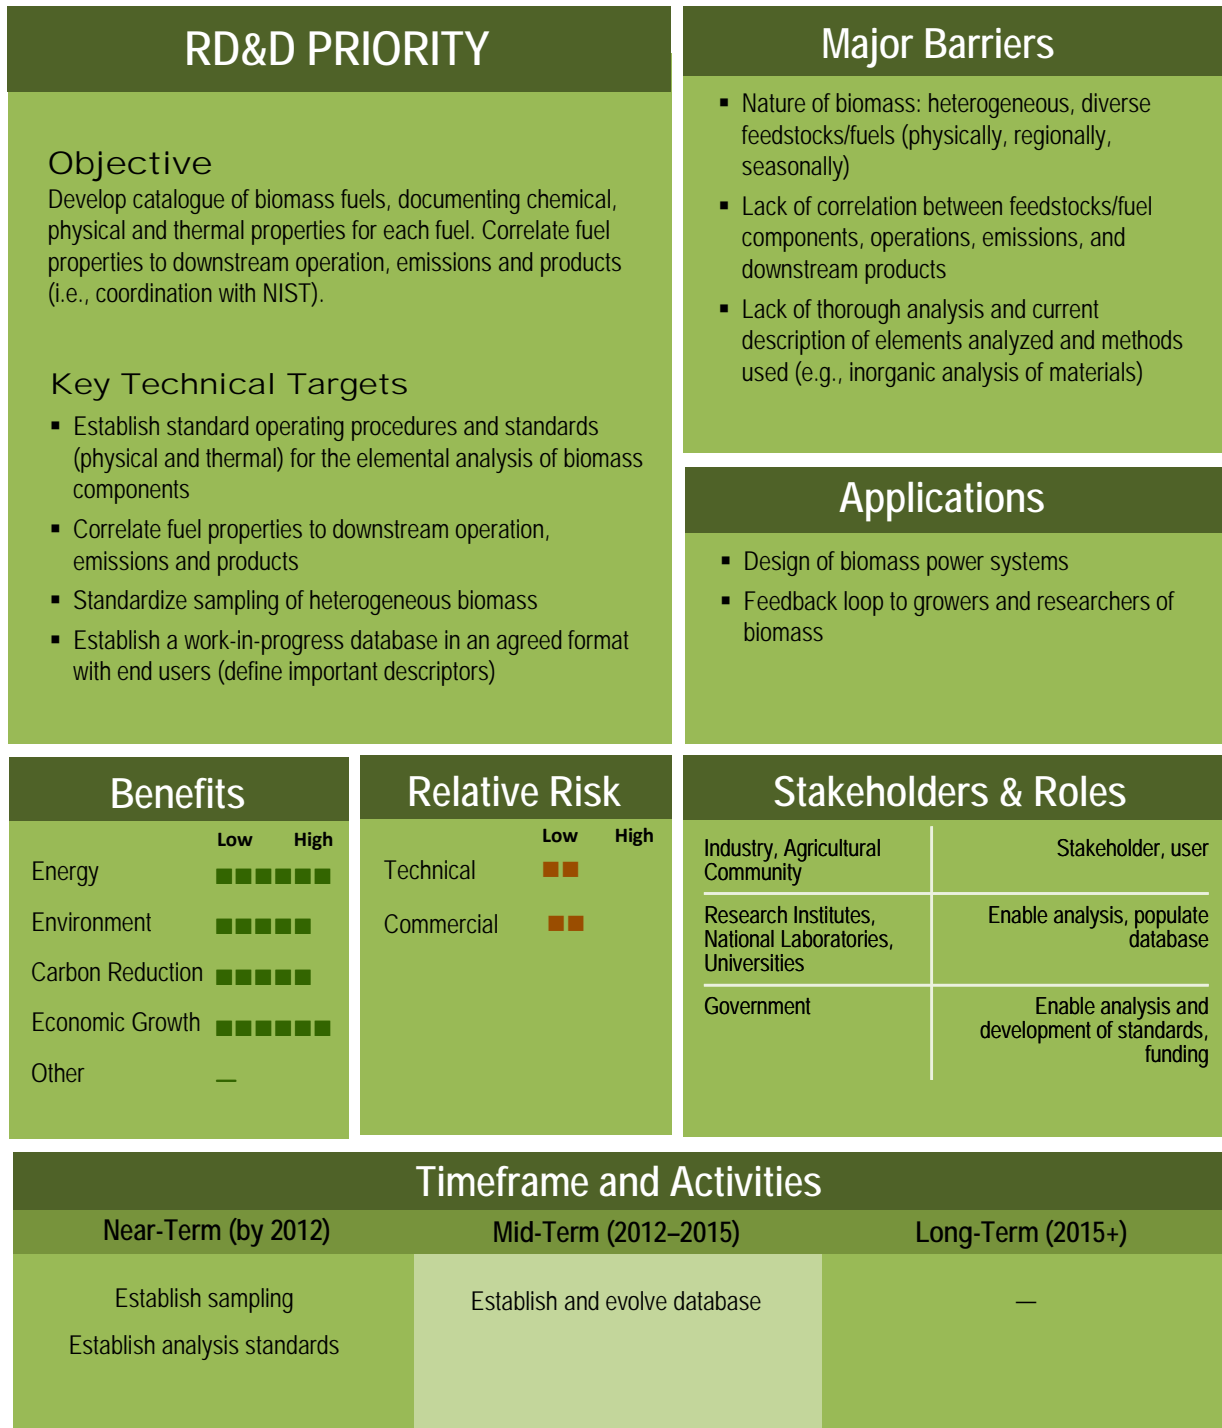 RD&D PRIORITY
Objective
Develop catalogue of biomass fuels, documenting chemical,
physical and thermal properties for each fuel. Correlate fuel
properties to downstream operation, emissions and products
(i.e., coordination with NIST).
Key Technical Targets
▪ Establish standard operating procedures and standards
(physical and thermal) for the elemental analysis of biomass
components
▪ Correlate fuel properties to downstream operation,
emissions and products
▪ Standardize sampling of heterogeneous biomass
▪ Establish a work-in-progress database in an agreed format
with end users (define important descriptors)
Major Barriers
▪ Nature of biomass: heterogeneous, diverse
feedstocks/fuels (physically, regionally,
seasonally)
▪ Lack of correlation between feedstocks/fuel
components, operations, emissions, and
downstream products
▪ Lack of thorough analysis and current
description of elements analyzed and methods
used (e.g., inorganic analysis of materials)
Applications
▪ Design of biomass power systems
▪ Feedback loop to growers and researchers of
biomass
Benefits
Low High
Energy ■■■■■■
Environment ■■■■■
Carbon Reduction ■■■■■
Economic Growth ■■■■■■
Other —
Relative Risk
Low High
Technical ■■
Commercial ■■
Stakeholders & Roles
Industry, Agricultural
Community
Stakeholder, user
Research Institutes,
National Laboratories,
Universities
Enable analysis, populate
database
Government
Enable analysis and
development of standards,
funding
Timeframe and Activities
Near-Term (by 2012)
Mid-Term (2012–2015)
Long-Term (2015+)
Establish sampling
Establish analysis standards
Establish and evolve database
—